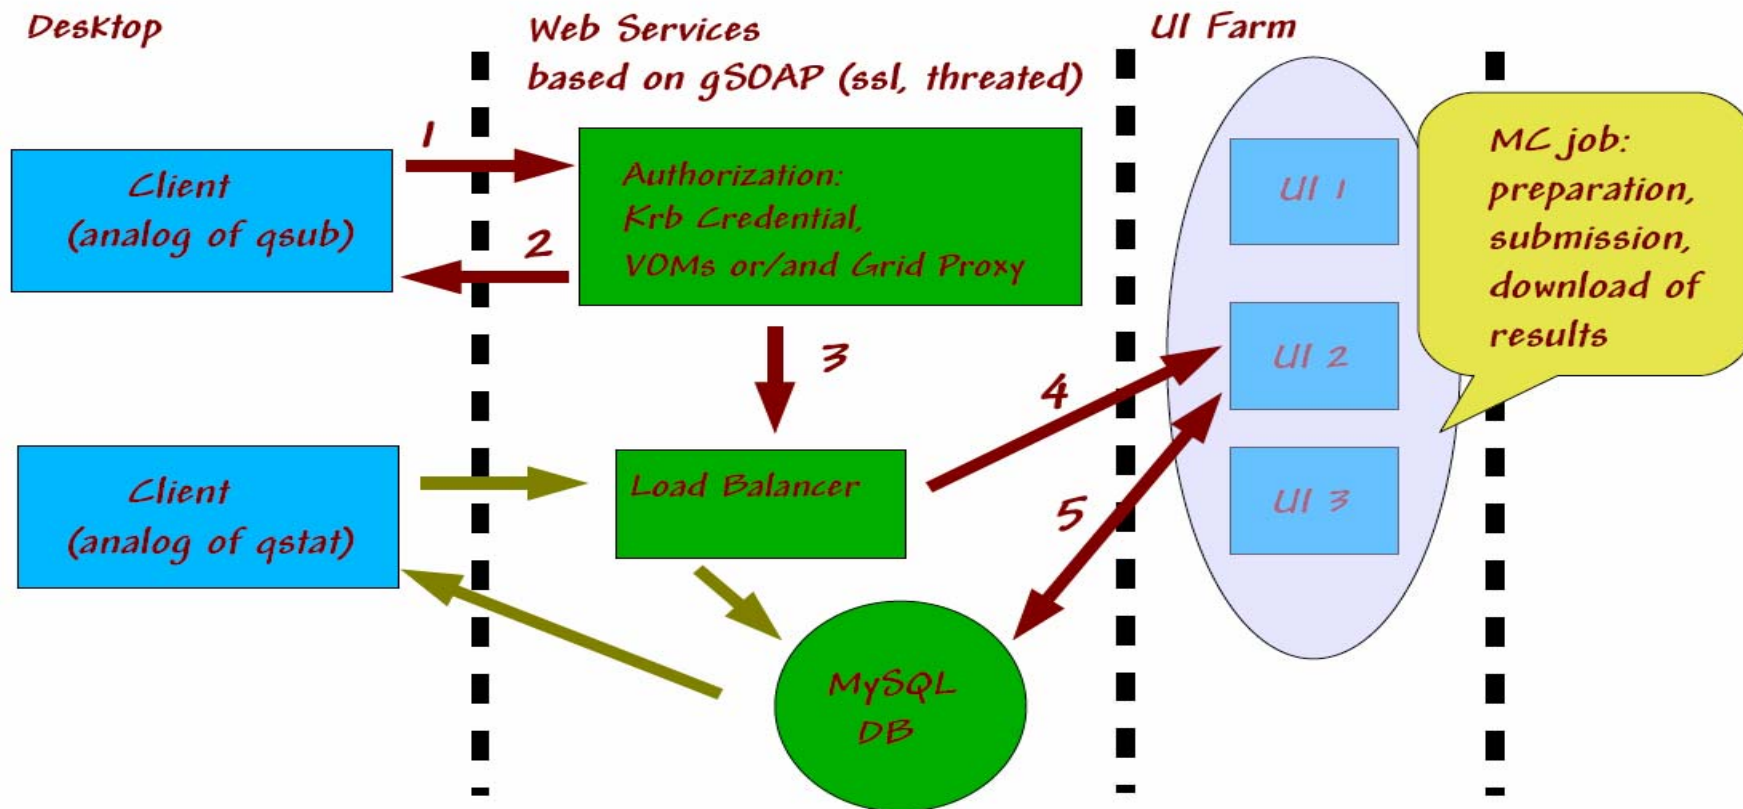 Desktop
Web Services
based on gSOAP (ssl, threated)
UI Farm
1
Client
(analog of qsub)
2
Authorization:
Krb Credential,
VOMs or/and Grid Proxy
3
UI 1
MC job:
preparation,
submission,
download of
results
UI 2
4
Client
(analog of qstat)
Load Balancer
5
UI 3
MySQL
DB